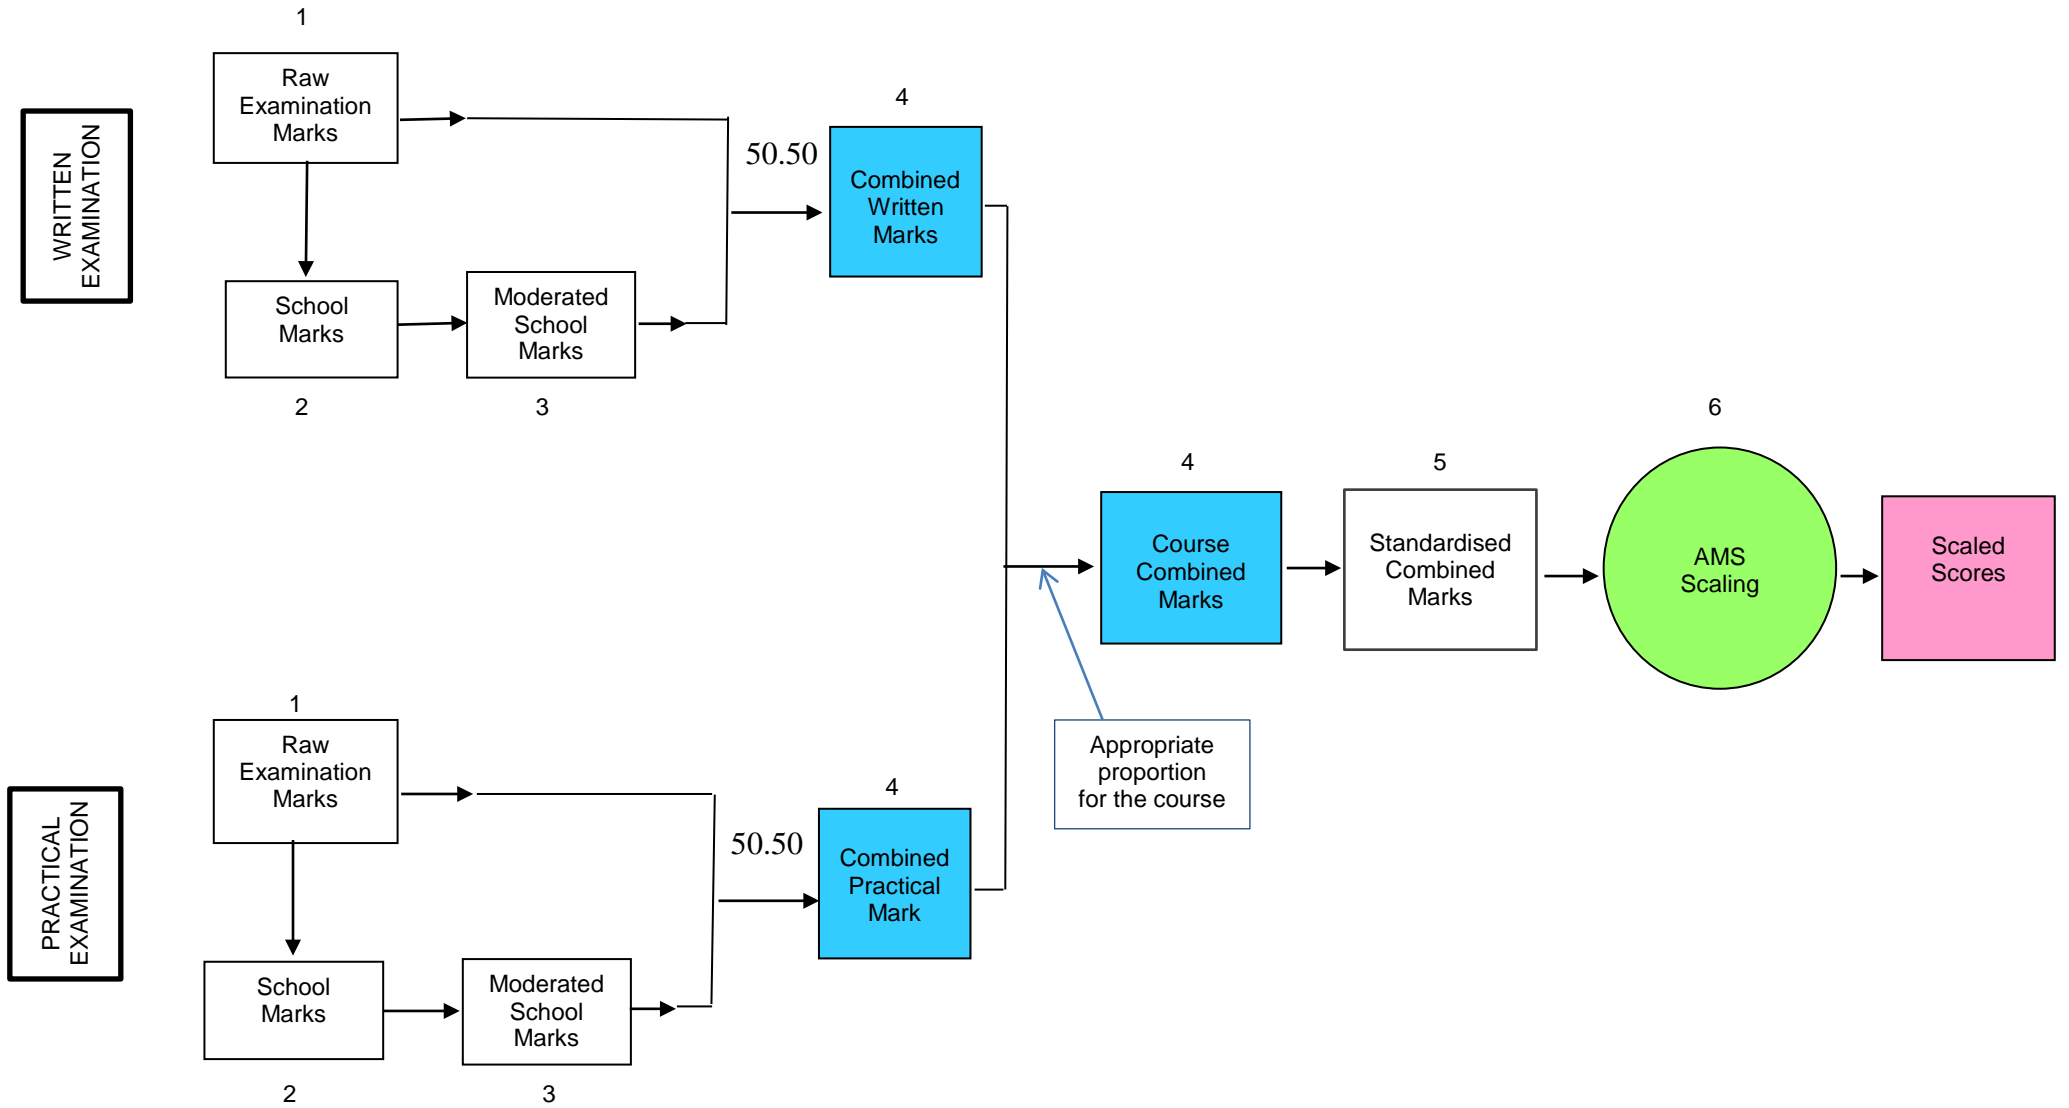 WRITTEN
EXAMINATION
1
Raw
Examination
Marks
School
Marks
2
Moderated
School
Marks
3
50.50
4
Combined
Written
Marks
PRACTICAL
EXAMINATION
1
Raw
Examination
Marks
School
Marks
2
Moderated
School
Marks
3
50.50
4
Combined
Practical
Mark
Appropriate
proportion
for the course
4
Course
Combined
Marks
5
Standardised
Combined
Marks
6
AMS
Scaling
Scaled
Scores